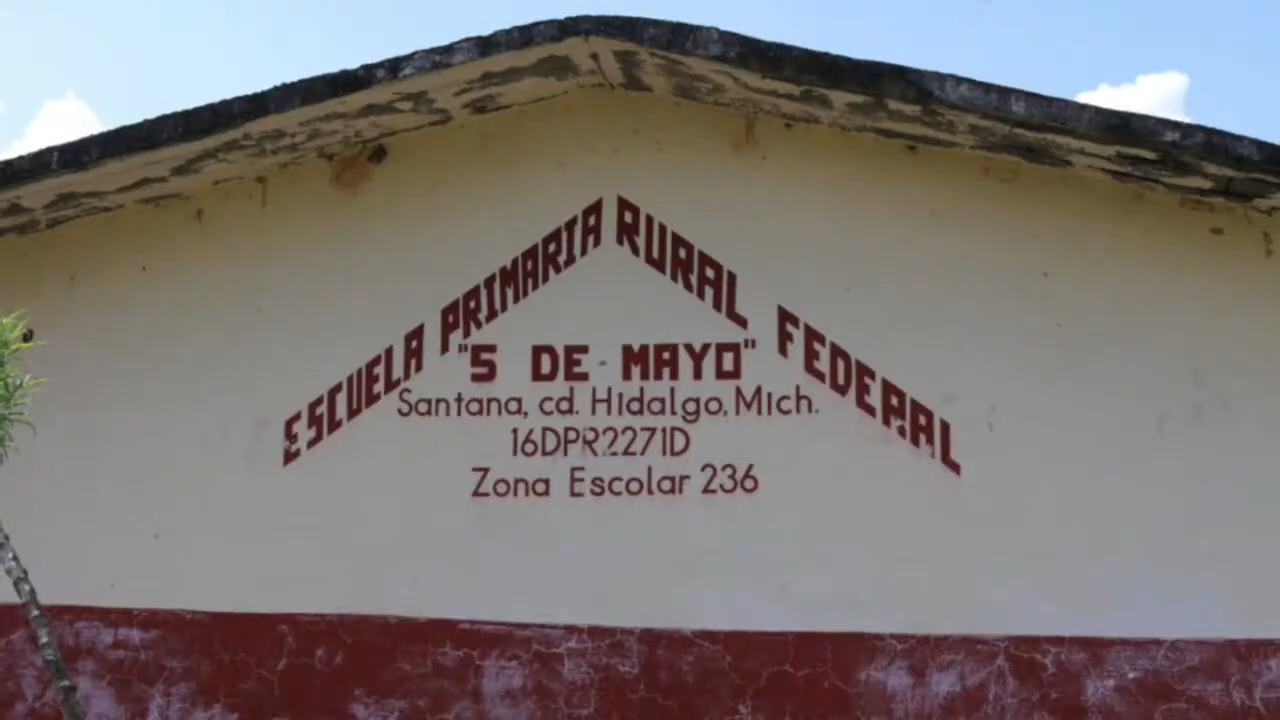 ESCUELA PRIMARIA RURAL FEDERAL
"5 DE MAYO"
Santana, cd. Hidalgo, Mich.
16DPR2271D
Zona Escolar 236